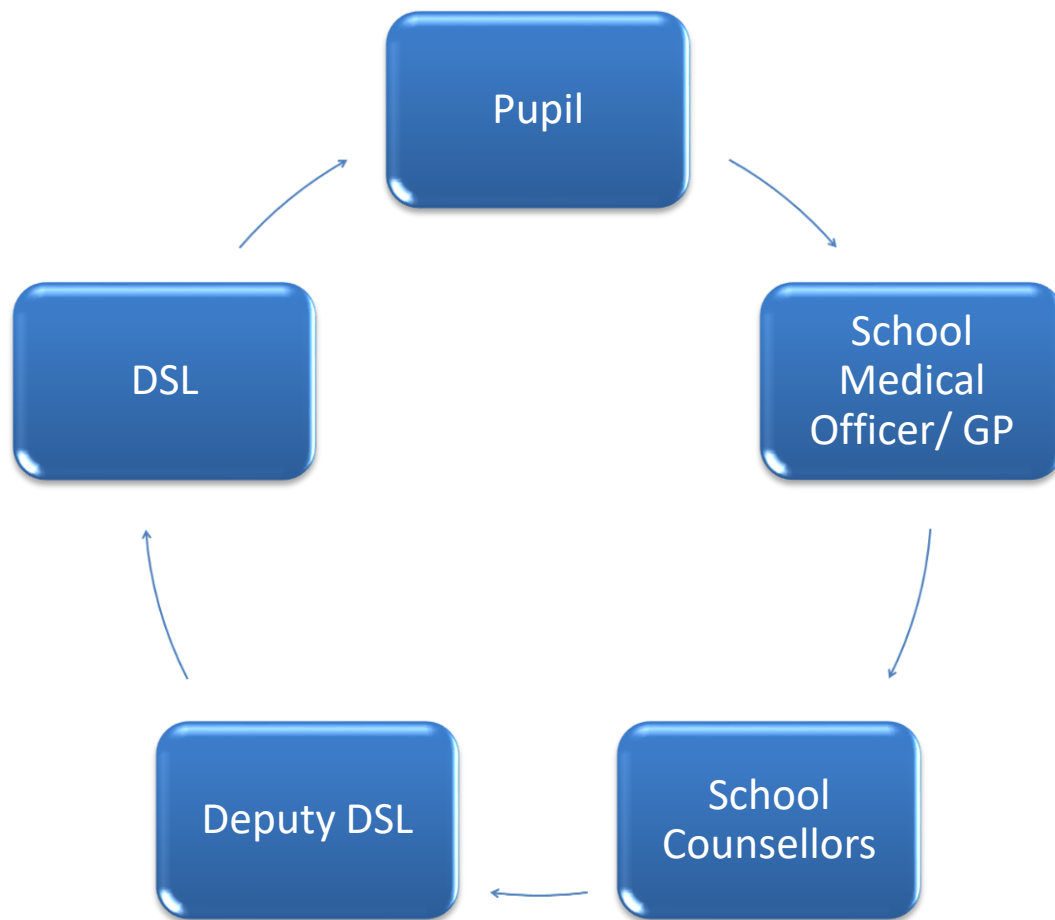 Pupil
School
Medical
Officer/ GP
School
Counsellors
Deputy DSL
DSL